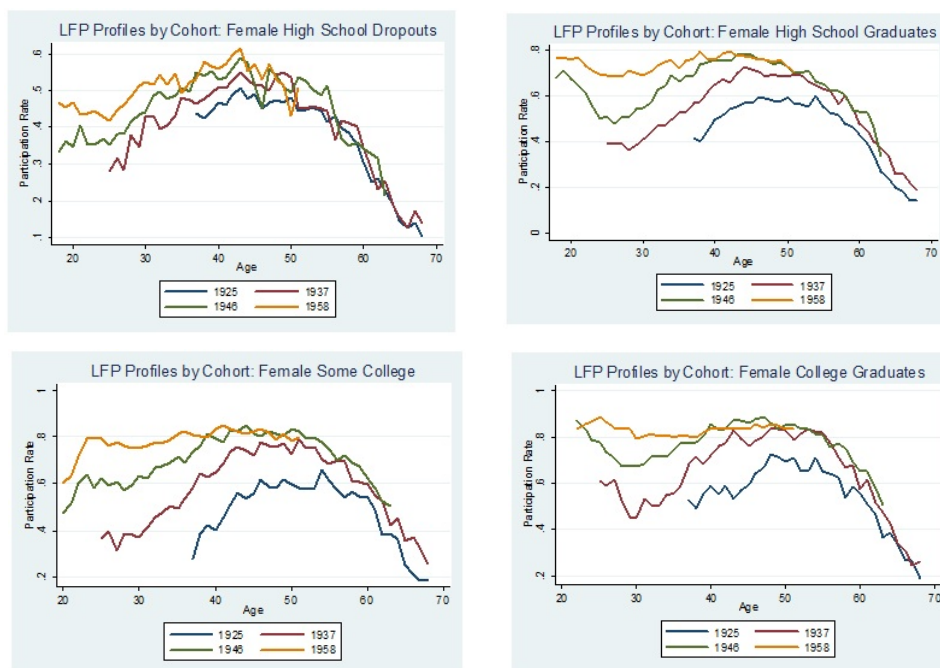 LFP Profiles by Cohort: Female High School Dropouts
Participation Rate
.6
.5
.4
.3
.2
.1
20 30 40 50 60 70
Age
1925 1937
1946 1958
LFP Profiles by Cohort: Female High School Graduates
Participation Rate
.8
.6
.4
.2
0
20 30 40 50 60 70
Age
1925 1937
1946 1958
LFP Profiles by Cohort: Female Some College
Participation Rate
1
.8
.6
.4
.2
20 30 40 50 60 70
Age
1925 1937
1946 1958
LFP Profiles by Cohort: Female College Graduates
Participation Rate
1
.8
.6
.4
.2
20 30 40 50 60 70
Age
1925 1937
1946 1958